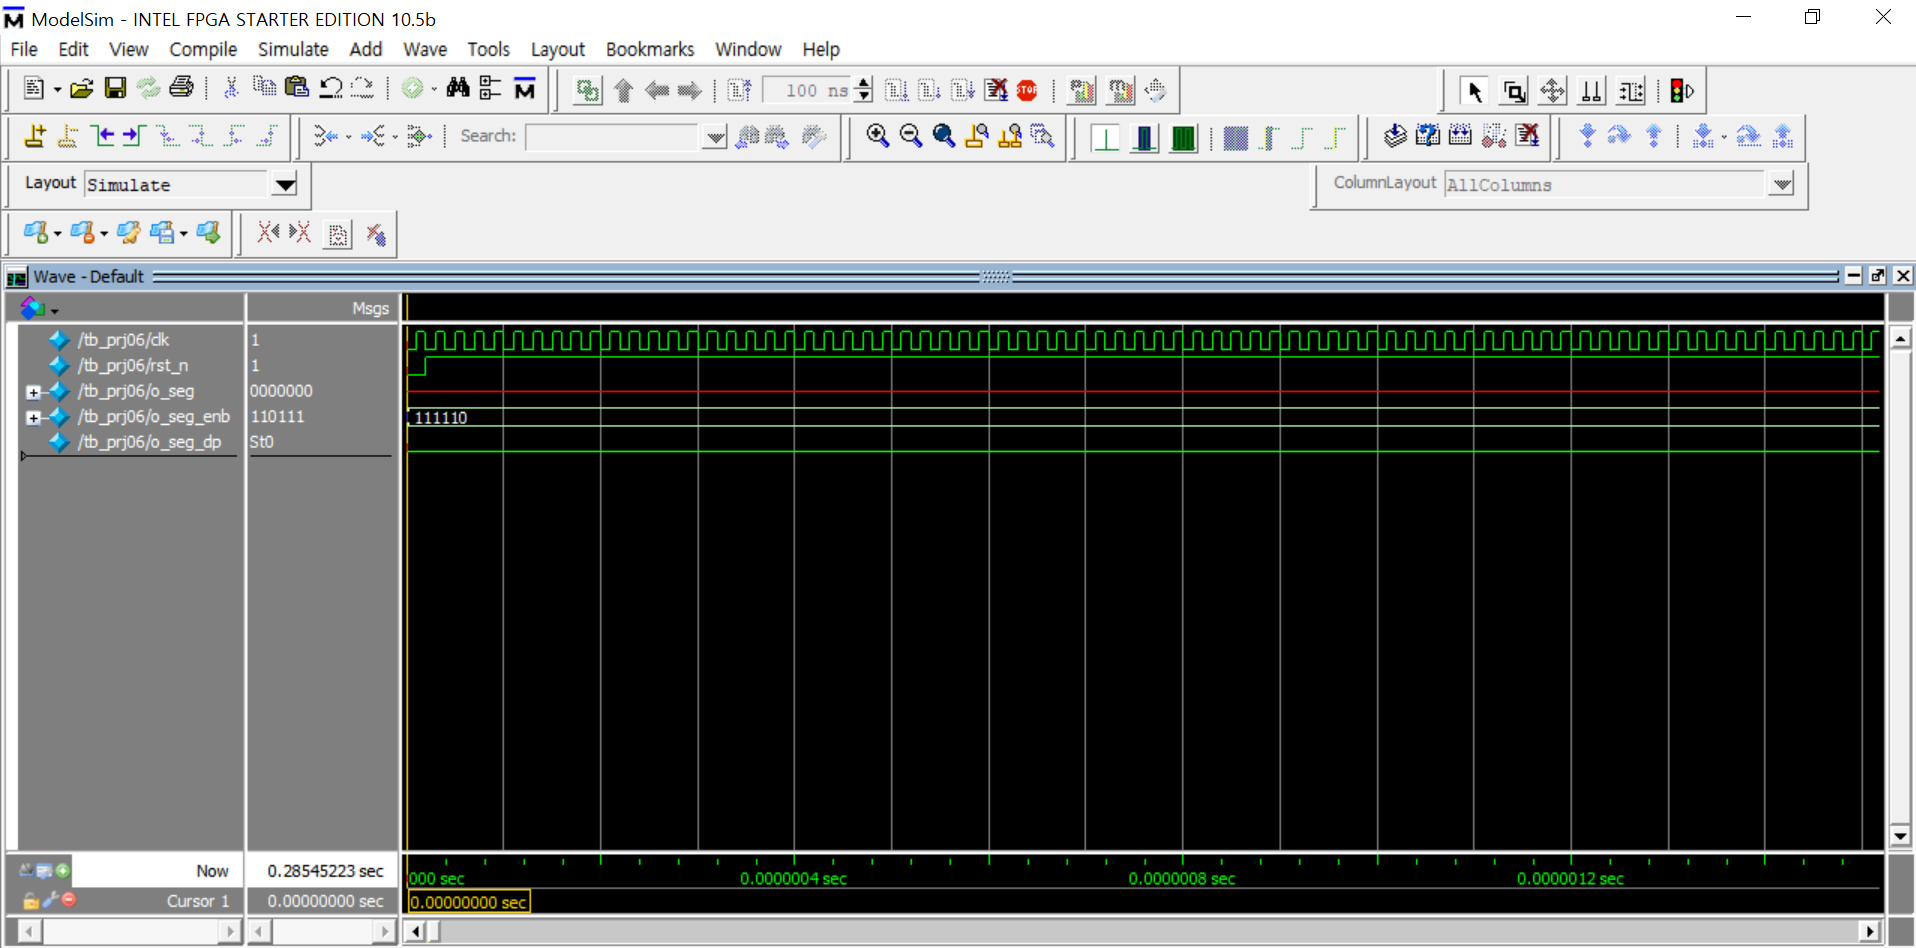 ModelSim - INTEL FPGA STARTER EDITION 10.5b
File Edit View Compile Simulate Add Wave Tools Layout Bookmarks Window Help
100 ns
STOP
Search:
Layout Simulate
ColumnLayout AllColumns
Wave - Default
Msgs
/tb_prj06/clk 1
/tb_prj06/rst_n 1
/tb_prj06/o_seg 0000000
/tb_prj06/o_seg_enb 110111 111110
/tb_prj06/o_seg_dp St0
Now 0.28545223 sec 000 sec 0.0000004 sec 0.0000008 sec 0.0000012 sec
Cursor 1 0.00000000 sec 0.00000000 sec